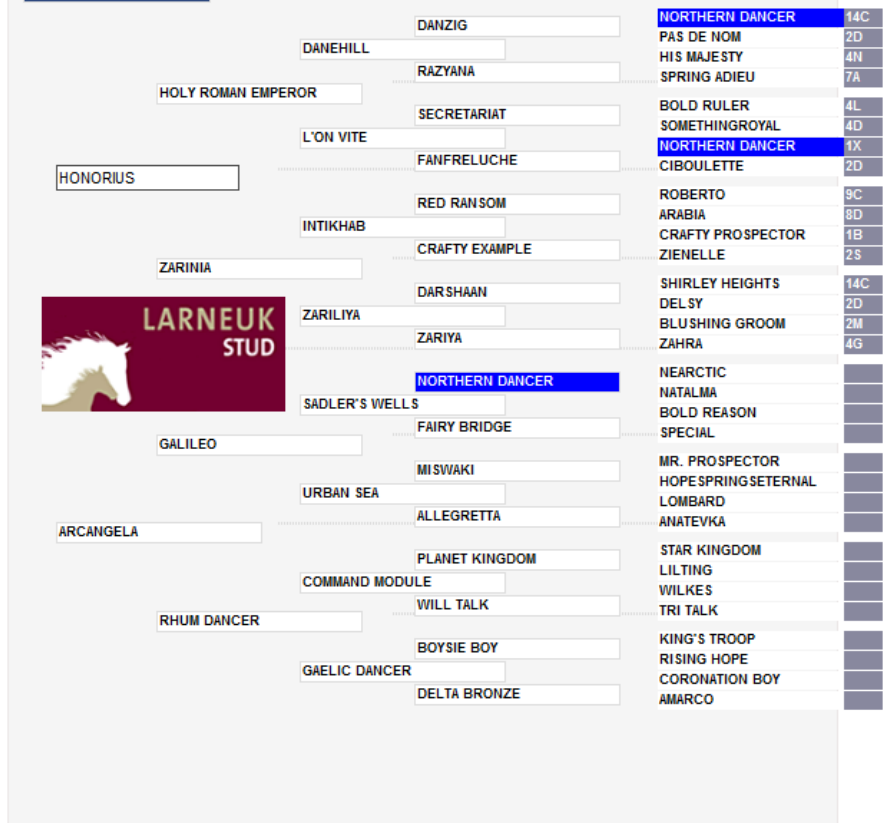 NORTHERN DANCER 14C
DANZIG
PAS DE NOM 2D
DANEHILL
HIS MAJESTY 4N
RAZYANA
SPRING ADIEU 7A
HOLY ROMAN EMPEROR
BOLD RULER 4L
SECRETARIAT
SOMETHINGROYAL 4D
L'ON VITE
NORTHERN DANCER 1X
FANFRELUCHE
CIBOULETTE 2D
HONORIUS
ROBERTO 9C
RED RANSOM
ARABIA 8D
INTIKHAB
CRAFTY PROSPECTOR 1B
CRAFTY EXAMPLE
ZIENELLE 2S
ZARINIA
SHIRLEY HEIGHTS 14C
DARSHAAN
DELSY 2D
ZARILIYA
BLUSHING GROOM 2M
ZARIYA
ZAHRA 4G
LARNEUK
STUD
NEARCTIC
NORTHERN DANCER
NATALMA
SADLER'S WELLS
BOLD REASON
FAIRY BRIDGE
SPECIAL
GALILEO
MR. PROSPECTOR
MISWAKI
HOPESPRINGSETERNAL
URBAN SEA
LOMBARD
ALLEGRETTA
ANATEVKA
ARCANGELA
STAR KINGDOM
PLANET KINGDOM
LILTING
COMMAND MODULE
WILKES
WILL TALK
TRI TALK
RHUM DANCER
KING'S TROOP
BOYSIE BOY
RISING HOPE
GAELIC DANCER
CORONATION BOY
DELTA BRONZE
AMARCO